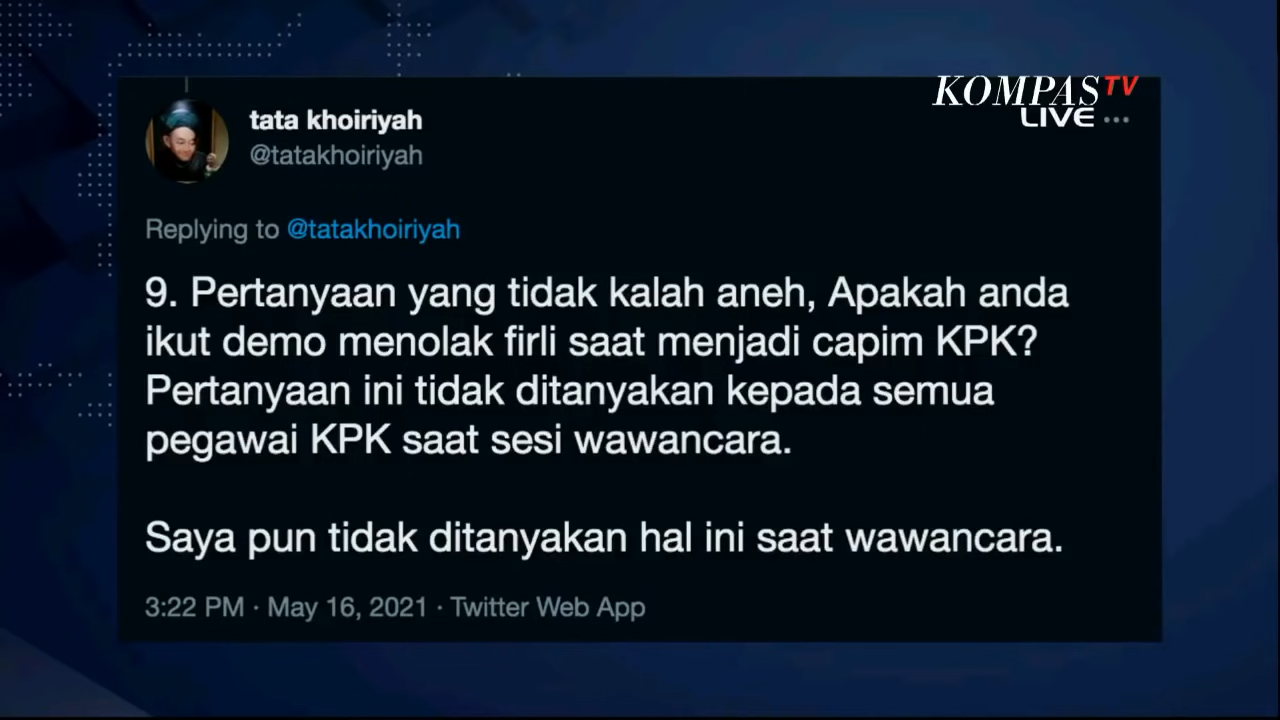 KOMPAS TV
LIVE
tata khoiriyah
@tatakhoiriyah
Replying to @tatakhoiriyah
9. Pertanyaan yang tidak kalah aneh, Apakah anda
ikut demo menolak firli saat menjadi capim KPK?
Pertanyaan ini tidak ditanyakan kepada semua
pegawai KPK saat sesi wawancara.
Saya pun tidak ditanyakan hal ini saat wawancara.
3:22 PM · May 16, 2021 · Twitter Web App